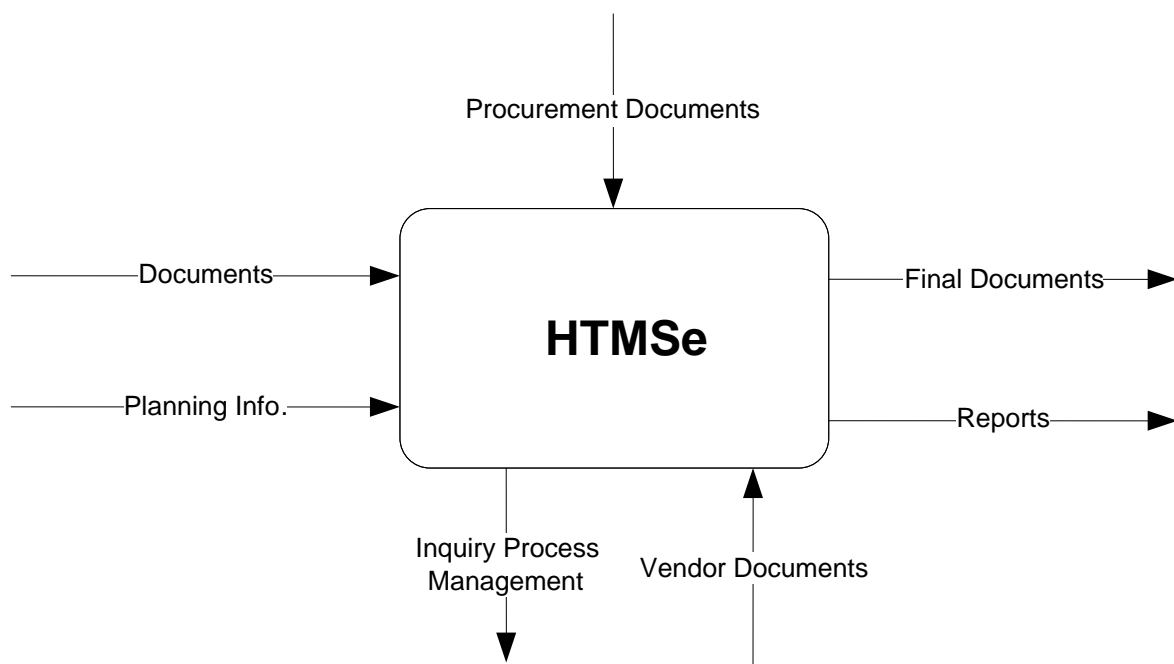 Procurement Documents
Documents
Final Documents
HTMSe
Planning Info.
Reports
Inquiry Process
Management
Vendor Documents